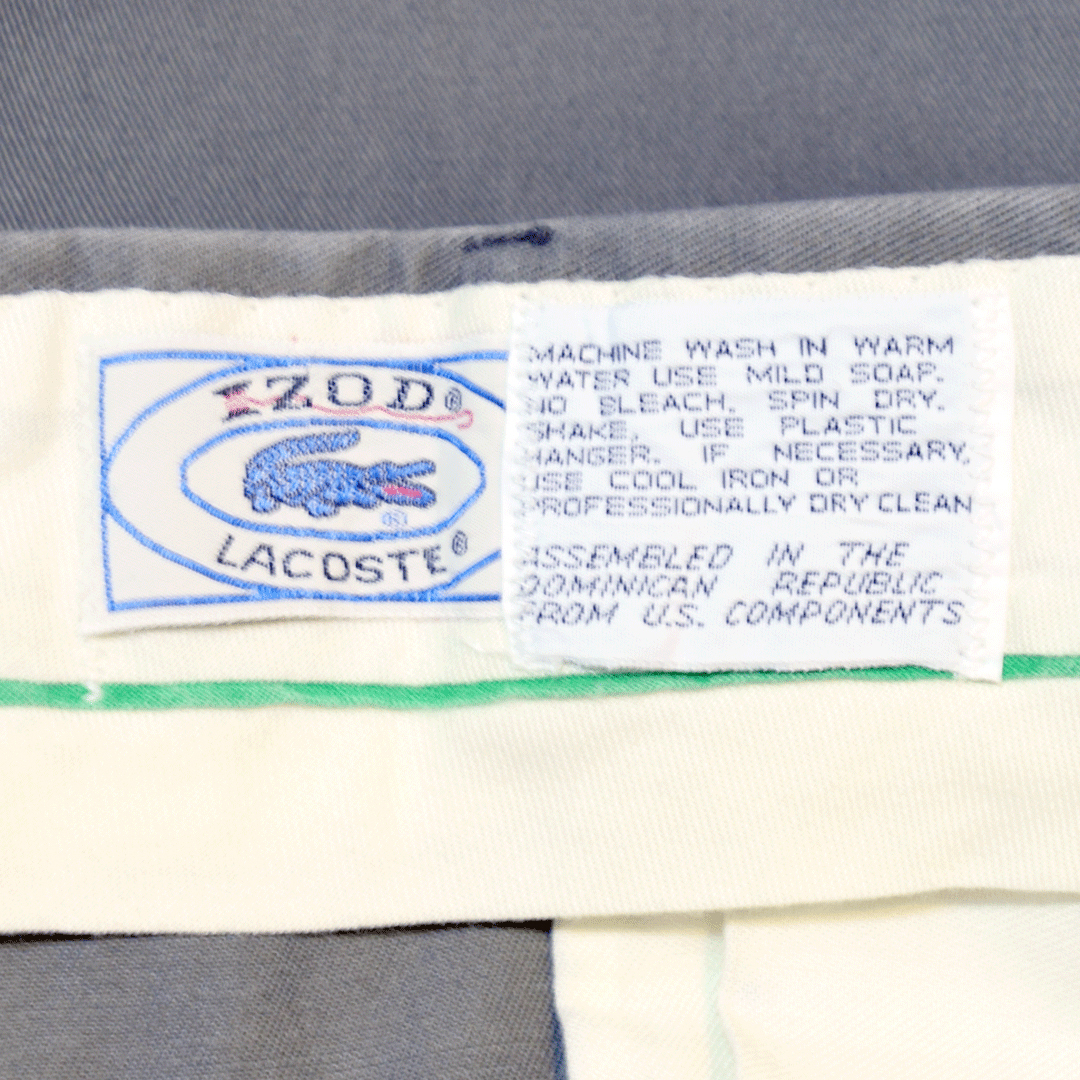 IZOD®
®
LACOSTE®
MACHINE WASH IN WARM
WATER USE MILD SOAP.
NO BLEACH. SPIN DRY.
SHAKE. USE PLASTIC
HANGER. IF NECESSARY,
USE COOL IRON OR
PROFESSIONALLY DRY CLEAN
ASSEMBLED IN THE
DOMINICAN REPUBLIC
FROM U.S. COMPONENTS